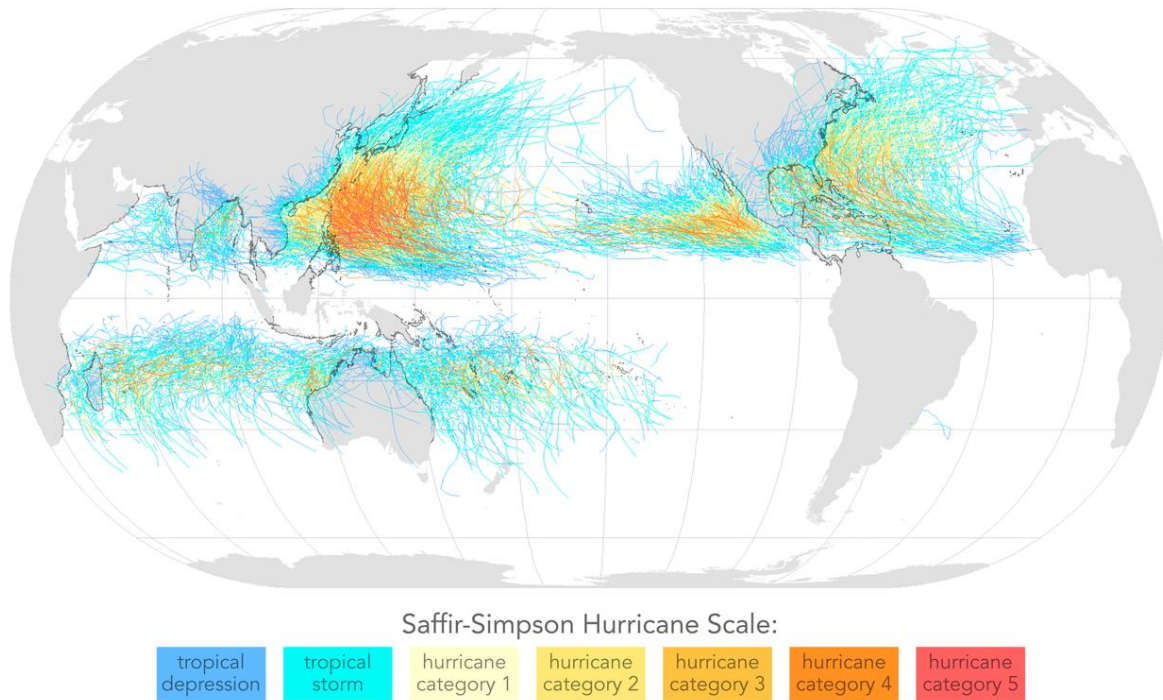 Saffir-Simpson Hurricane Scale:
tropical
depression
tropical
storm
hurricane
category 1
hurricane
category 2
hurricane
category 3
hurricane
category 4
hurricane
category 5